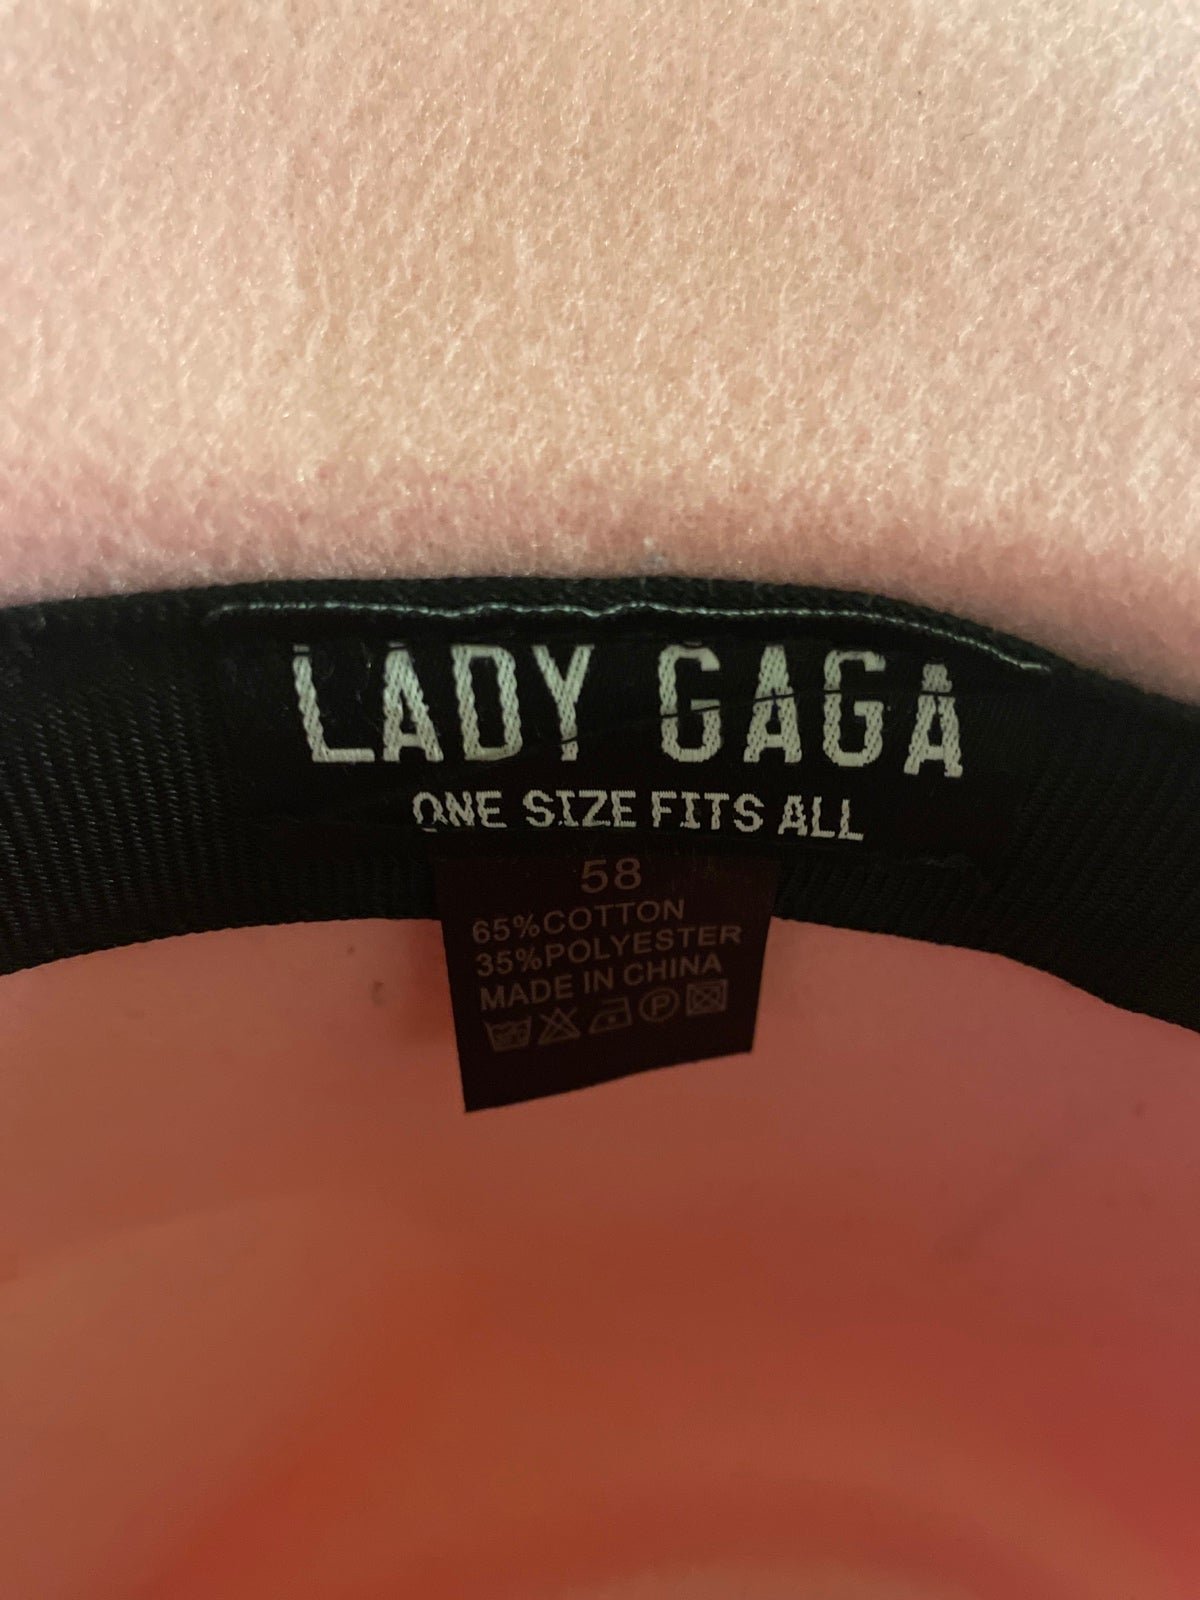 LADY GAGA
ONE SIZE FITS ALL
58
65%COTTON
35%POLYESTER
MADE IN CHINA
P